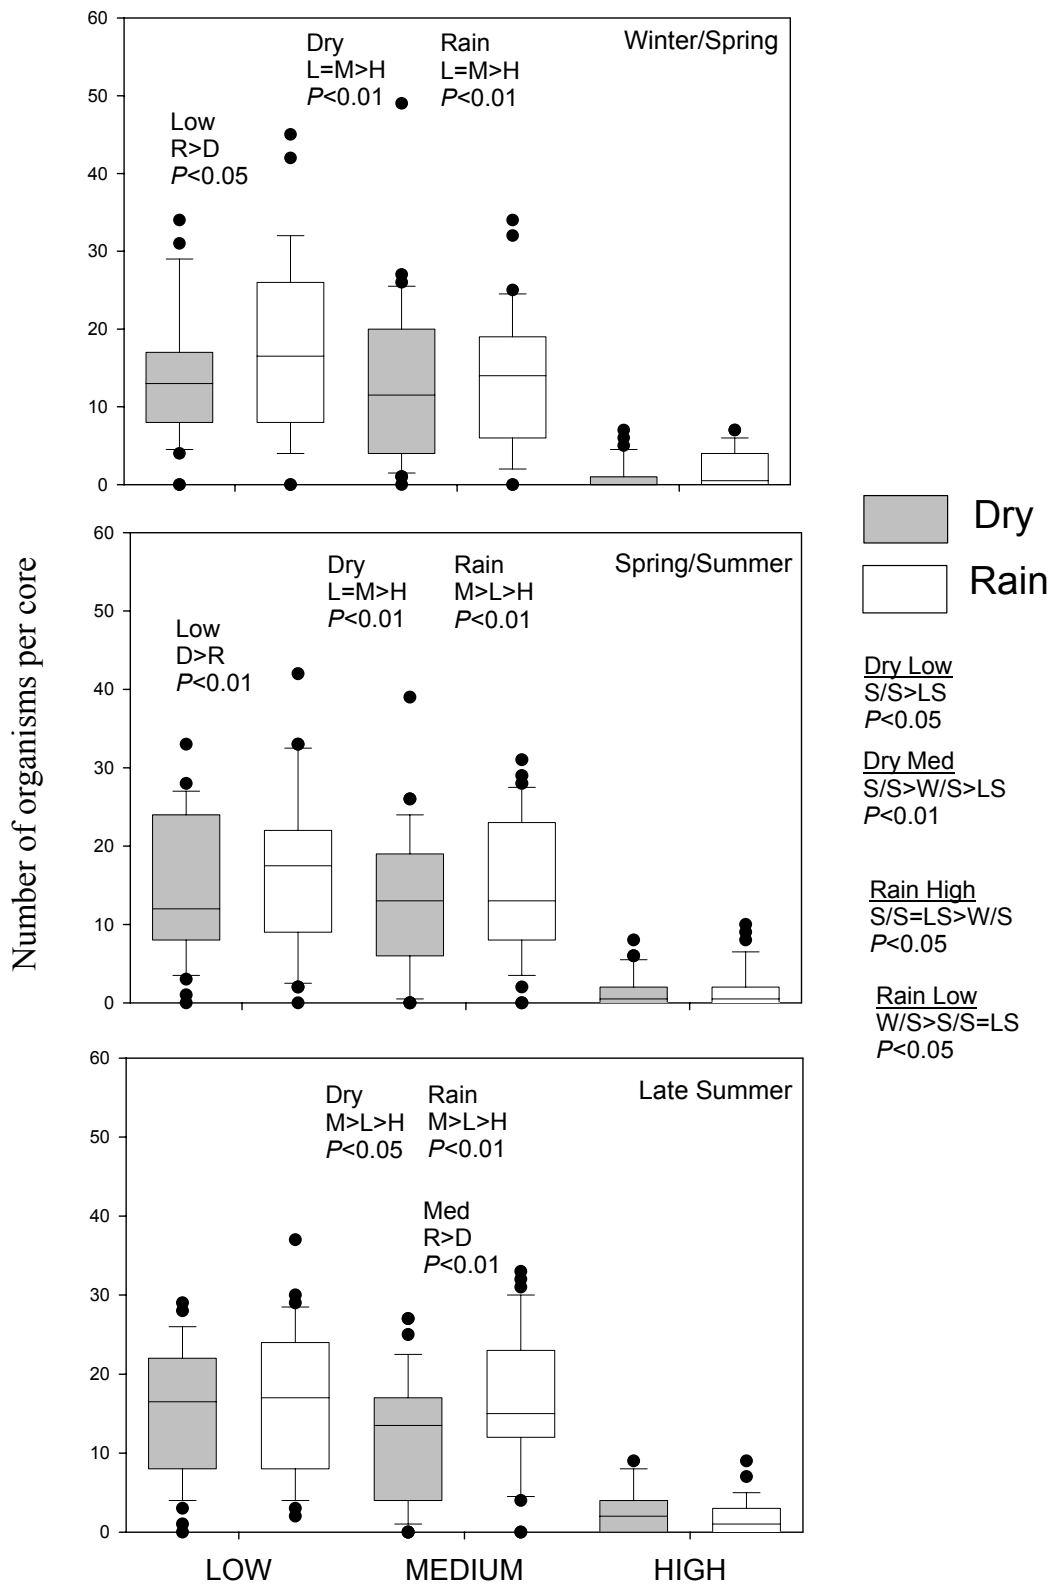 Number of organisms per core
60
50
40
30
20
10
0
Winter/Spring
Dry
L=M>H
P<0.01
Rain
L=M>H
P<0.01
Low
R>D
P<0.05
60
50
40
30
20
10
0
Spring/Summer
Dry
L=M>H
P<0.01
Rain
M>L>H
P<0.01
Low
D>R
P<0.01
60
50
40
30
20
10
0
Late Summer
Dry
M>L>H
P<0.05
Rain
M>L>H
P<0.01
Med
R>D
P<0.01
LOW
MEDIUM
HIGH
Dry
Rain
Dry Low
S/S>LS
P<0.05
Dry Med
S/S>W/S>LS
P<0.01
Rain High
S/S=LS>W/S
P<0.05
Rain Low
W/S>S/S=LS
P<0.05